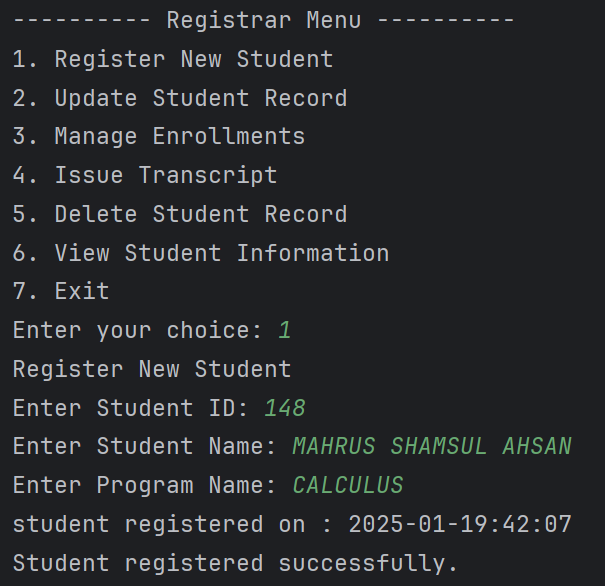 ---------- Registrar Menu ----------
1. Register New Student
2. Update Student Record
3. Manage Enrollments
4. Issue Transcript
5. Delete Student Record
6. View Student Information
7. Exit
Enter your choice: 1
Register New Student
Enter Student ID: 148
Enter Student Name: MAHRUS SHAMSUL AHSAN
Enter Program Name: CALCULUS
student registered on : 2025-01-19:42:07
Student registered successfully.